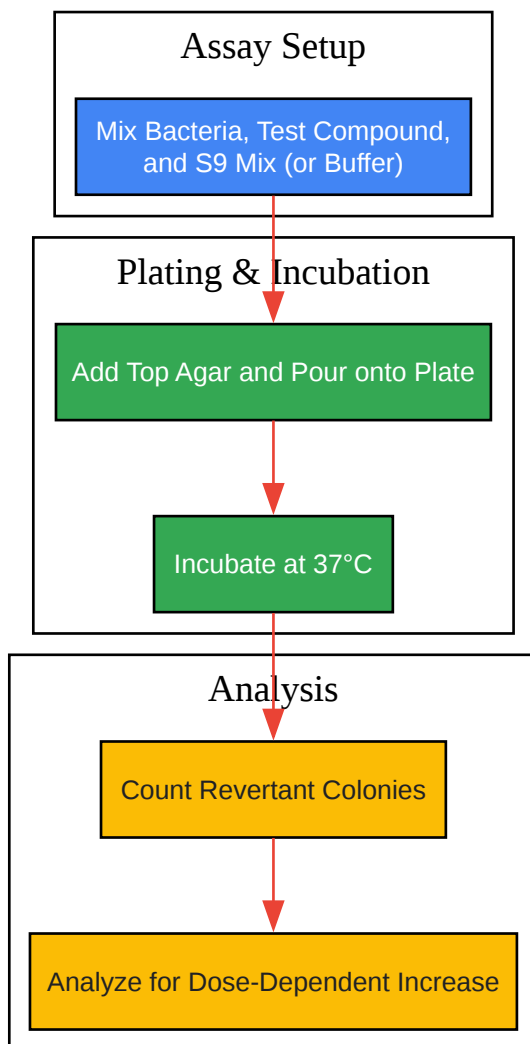 Assay Setup
Mix Bacteria, Test Compound,
and S9 Mix (or Buffer)
Plating & Incubation
Add Top Agar and Pour onto Plate
Incubate at 37°C
Analysis
Count Revertant Colonies
Analyze for Dose-Dependent Increase